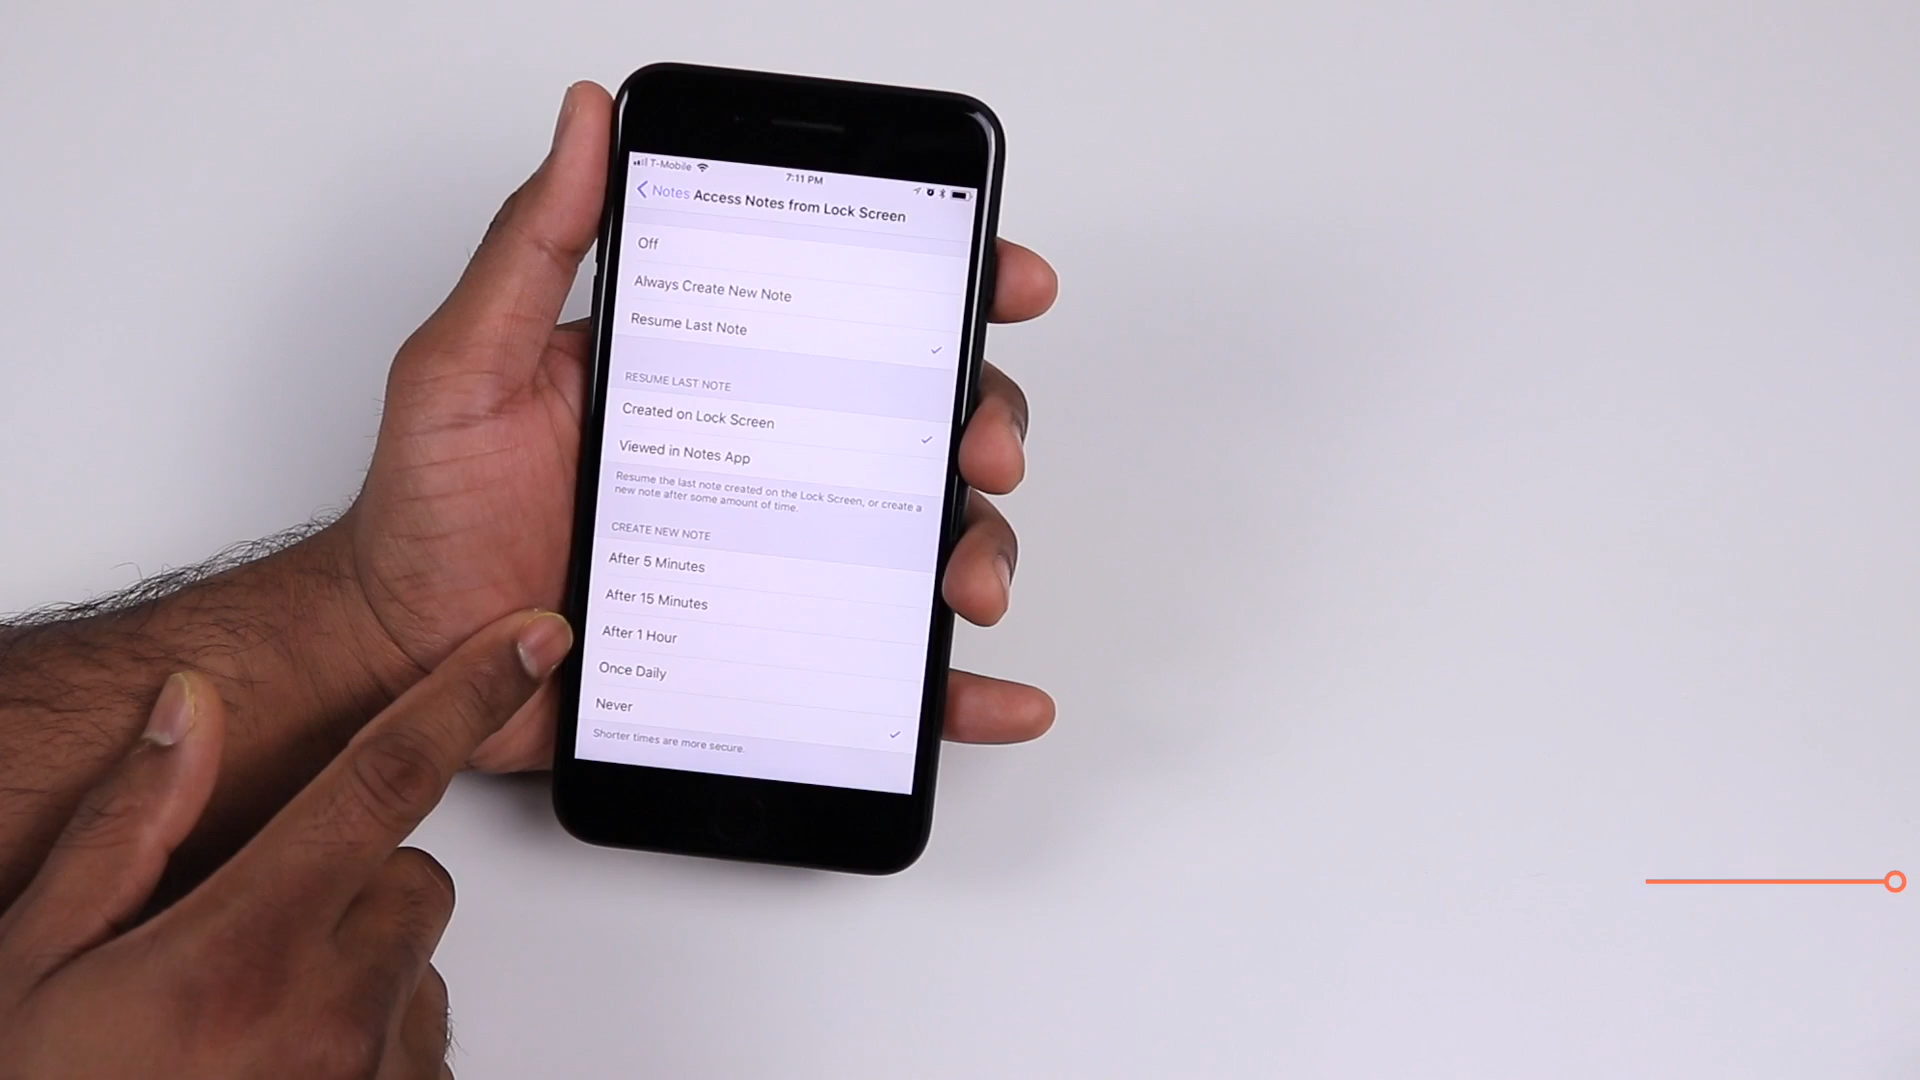 T-Mobile
7:11 PM
Notes Access Notes from Lock Screen
Off
Always Create New Note
Resume Last Note
RESUME LAST NOTE
Created on Lock Screen
Viewed in Notes App
Resume the last note created on the Lock Screen, or create a
new note after some amount of time.
CREATE NEW NOTE
After 5 Minutes
After 15 Minutes
After 1 Hour
Once Daily
Never
Shorter times are more secure.